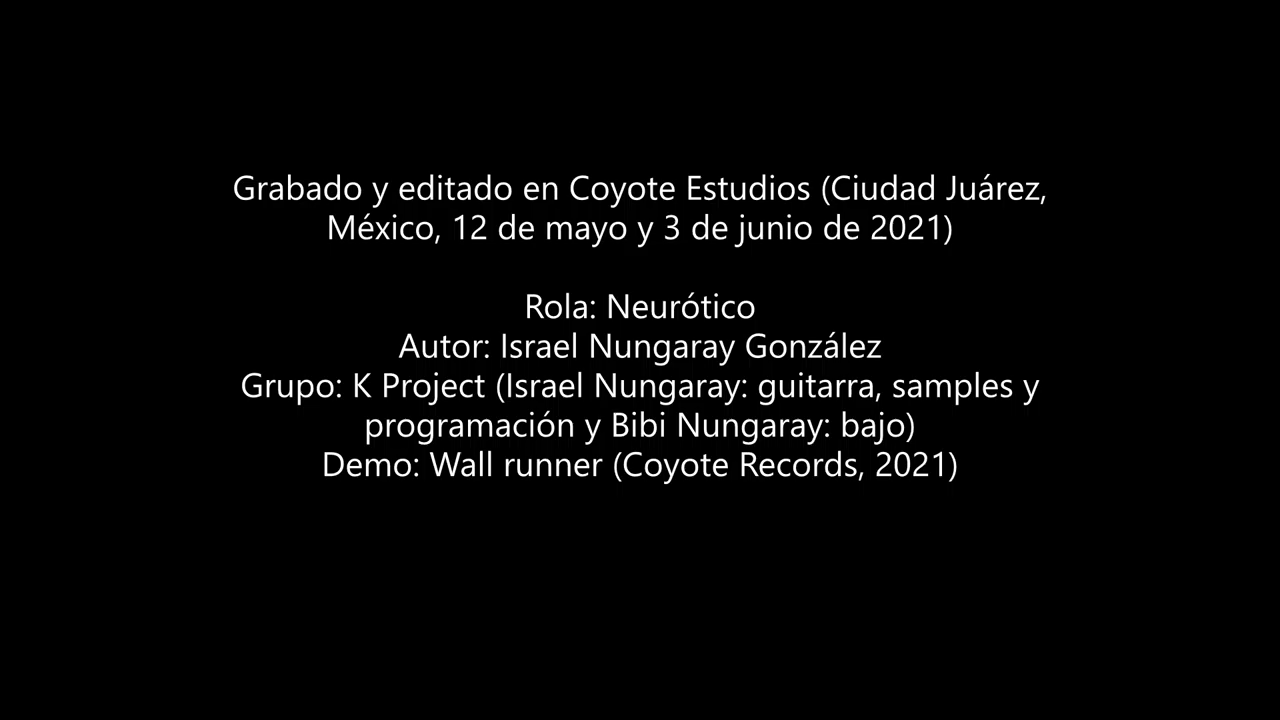 Grabado y editado en Coyote Estudios (Ciudad Juárez,
México, 12 de mayo y 3 de junio de 2021)
Rola: Neurótico
Autor: Israel Nungaray González
Grupo: K Project (Israel Nungaray: guitarra, samples y
programación y Bibi Nungaray: bajo)
Demo: Wall runner (Coyote Records, 2021)